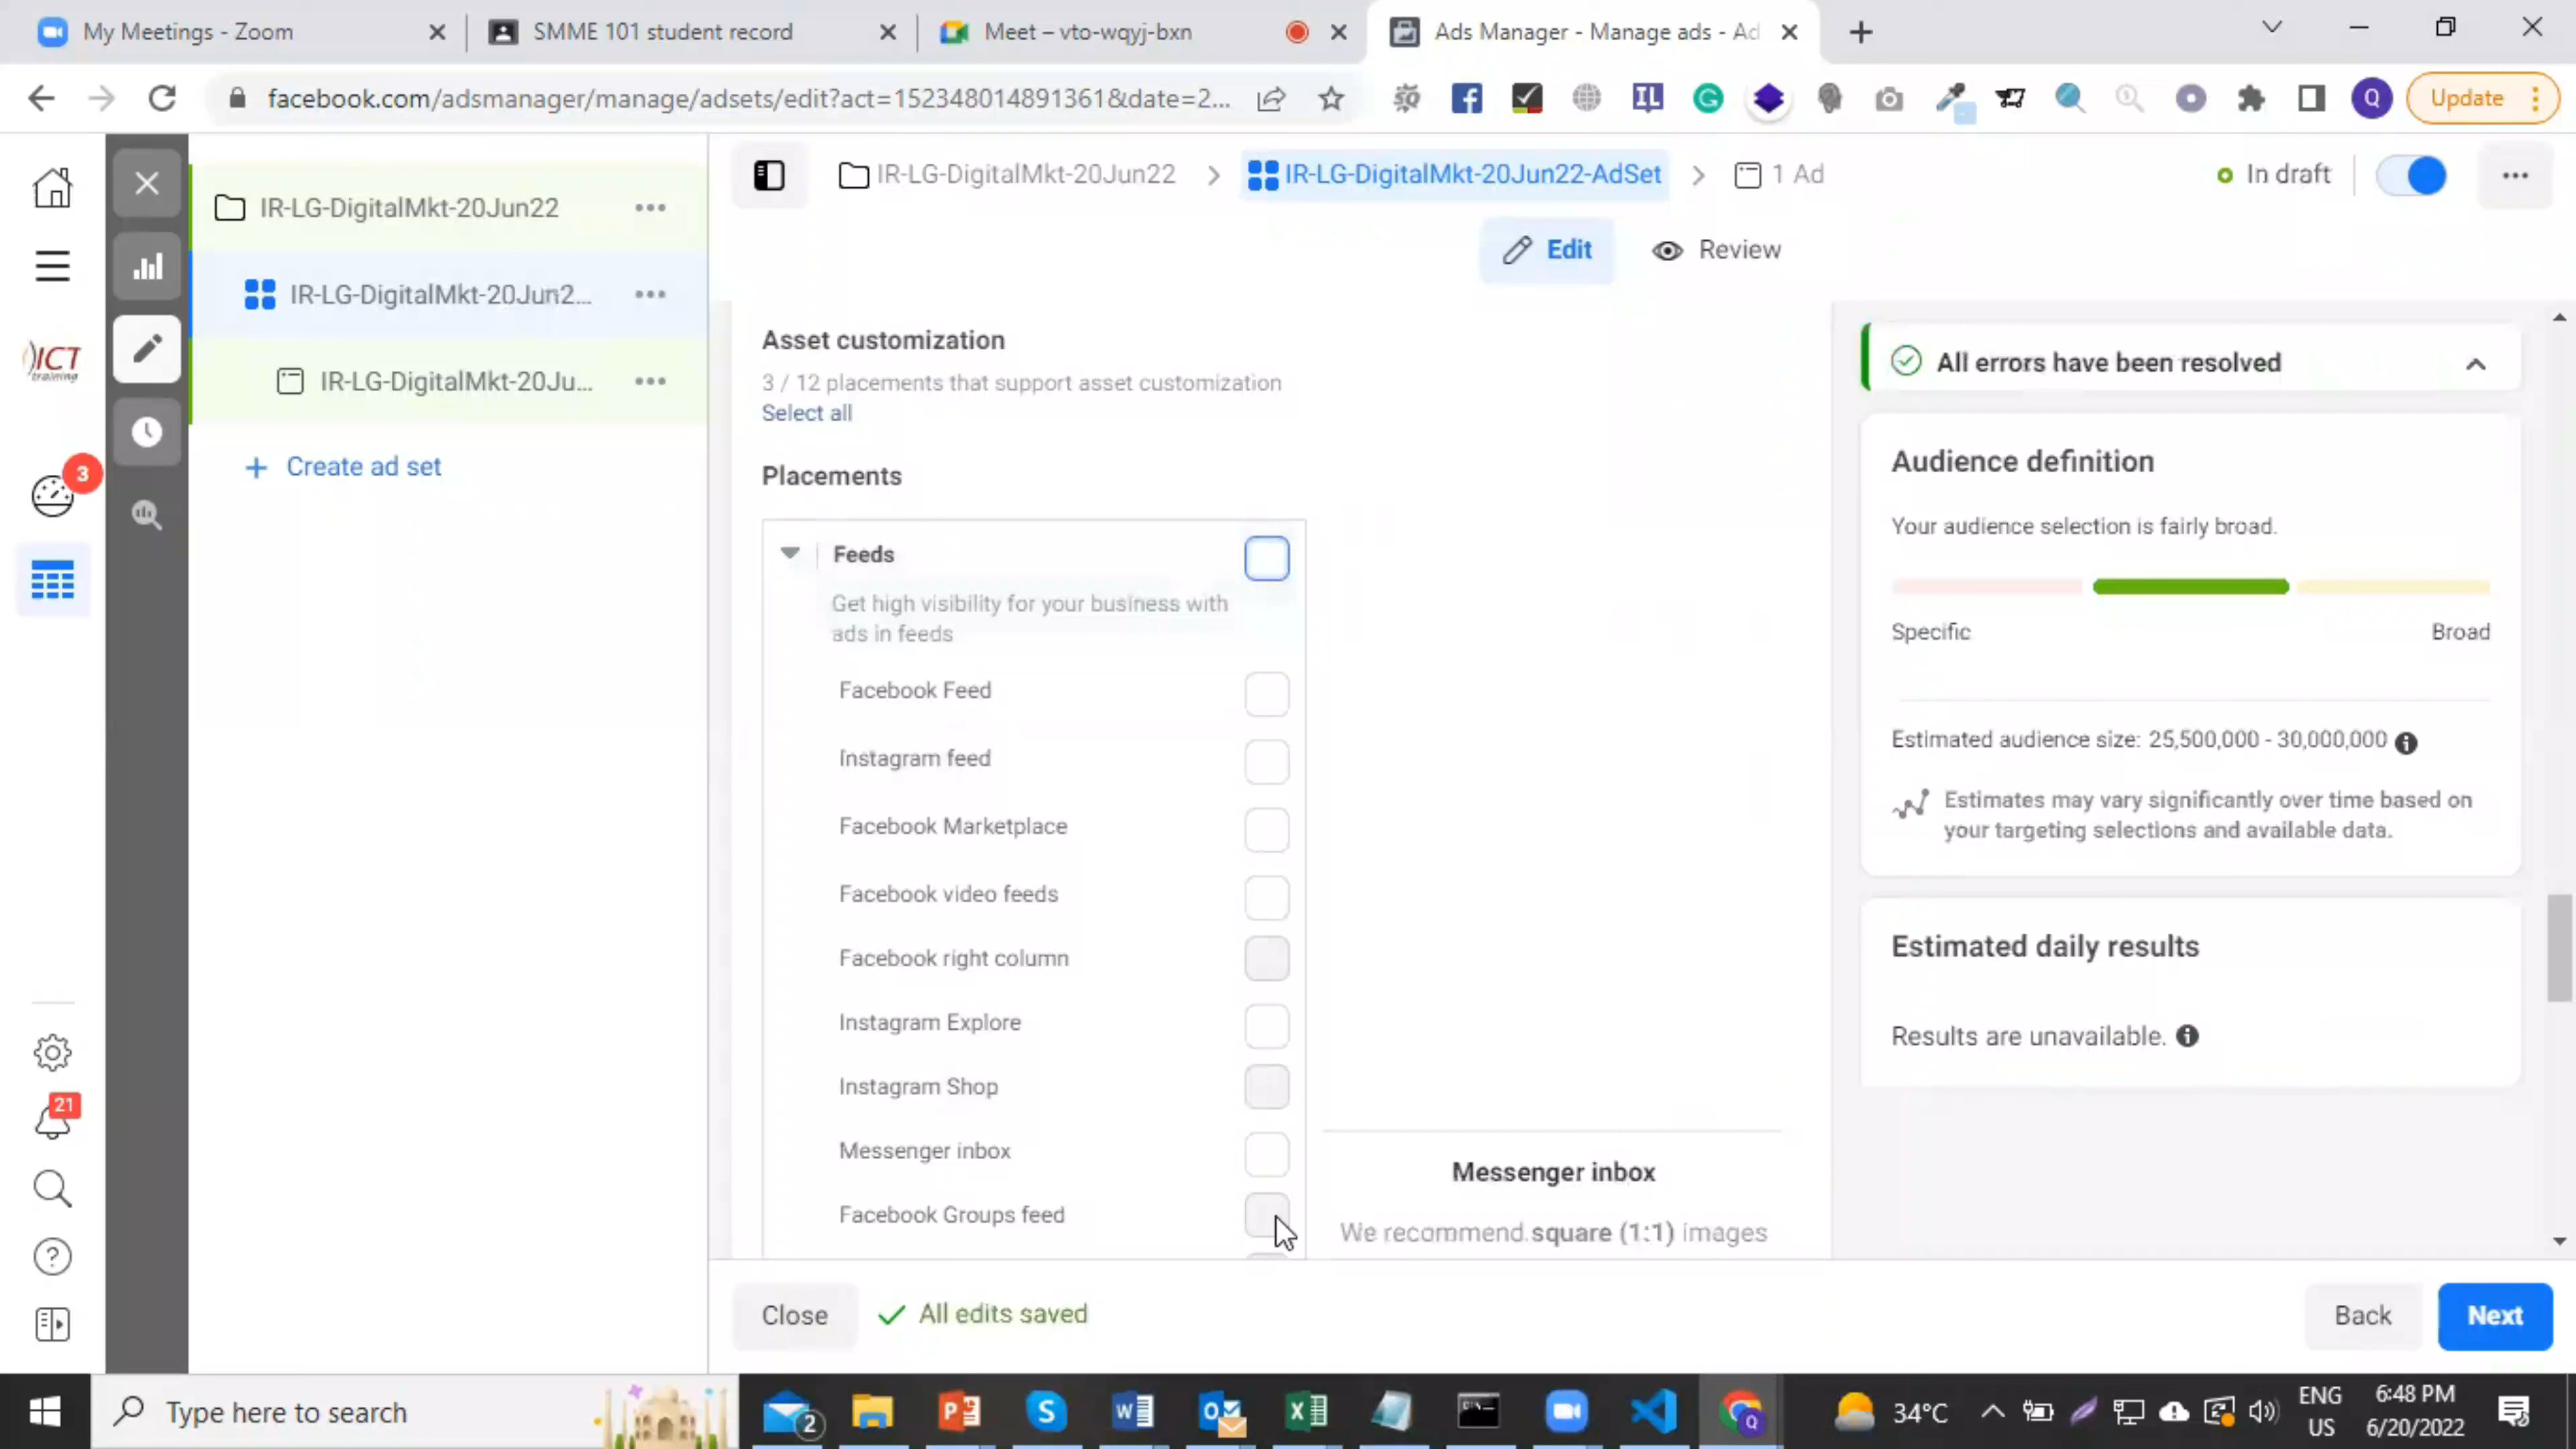 My Meetings - Zoom
SMME 101 student record
Meet – vto-wqyj-bxn
Ads Manager - Manage ads - Ad
facebook.com/adsmanager/manage/adsets/edit?act=152348014891361&date=2...
Update
IR-LG-DigitalMkt-20Jun22
IR-LG-DigitalMkt-20Jun2...
IR-LG-DigitalMkt-20Ju...
Create ad set
ICT
training
3
21
IR-LG-DigitalMkt-20Jun22
IR-LG-DigitalMkt-20Jun22-AdSet
1 Ad
In draft
Edit
Review
Asset customization
3 / 12 placements that support asset customization
Select all
Placements
Feeds
Get high visibility for your business with
ads in feeds
Facebook Feed
Instagram feed
Facebook Marketplace
Facebook video feeds
Facebook right column
Instagram Explore
Instagram Shop
Messenger inbox
Facebook Groups feed
Messenger inbox
We recommend square (1:1) images
All errors have been resolved
Audience definition
Your audience selection is fairly broad.
Specific
Broad
Estimated audience size: 25,500,000 - 30,000,000
Estimates may vary significantly over time based on
your targeting selections and available data.
Estimated daily results
Results are unavailable.
Close
All edits saved
Back
Next
Type here to search
2
34°C
ENG
US
6:48 PM
6/20/2022